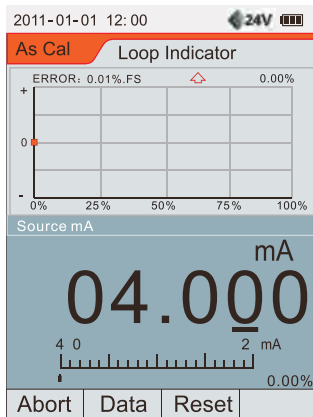 2011-01-01 12:00 24V
As Cal Loop Indicator
ERROR: 0.01%.FS 0.00%
+
0
-
0% 25% 50% 75% 100%
Source mA
mA
04.000
4 0 2 mA
0.00%
Abort Data Reset